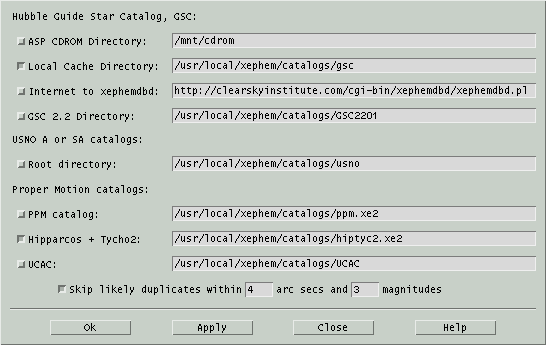 Hubble Guide Star Catalog, GSC:
ASP CDROM Directory: /mnt/cdrom
Local Cache Directory: /usr/local/xephem/catalogs/gsc
Internet to xephemdbd: http://clearskyinstitute.com/cgi-bin/xephemdbd/xephemdbd.pl
GSC 2.2 Directory: /usr/local/xephem/catalogs/GSC2201
USNO A or SA catalogs:
Root directory: /usr/local/xephem/catalogs/usno
Proper Motion catalogs:
PPM catalog: /usr/local/xephem/catalogs/ppm.xe2
Hipparcos + Tycho2: /usr/local/xephem/catalogs/hiptyc2.xe2
UCAC: /usr/local/xephem/catalogs/UCAC
Skip likely duplicates within 4 arc secs and 3 magnitudes
Ok Apply Close Help